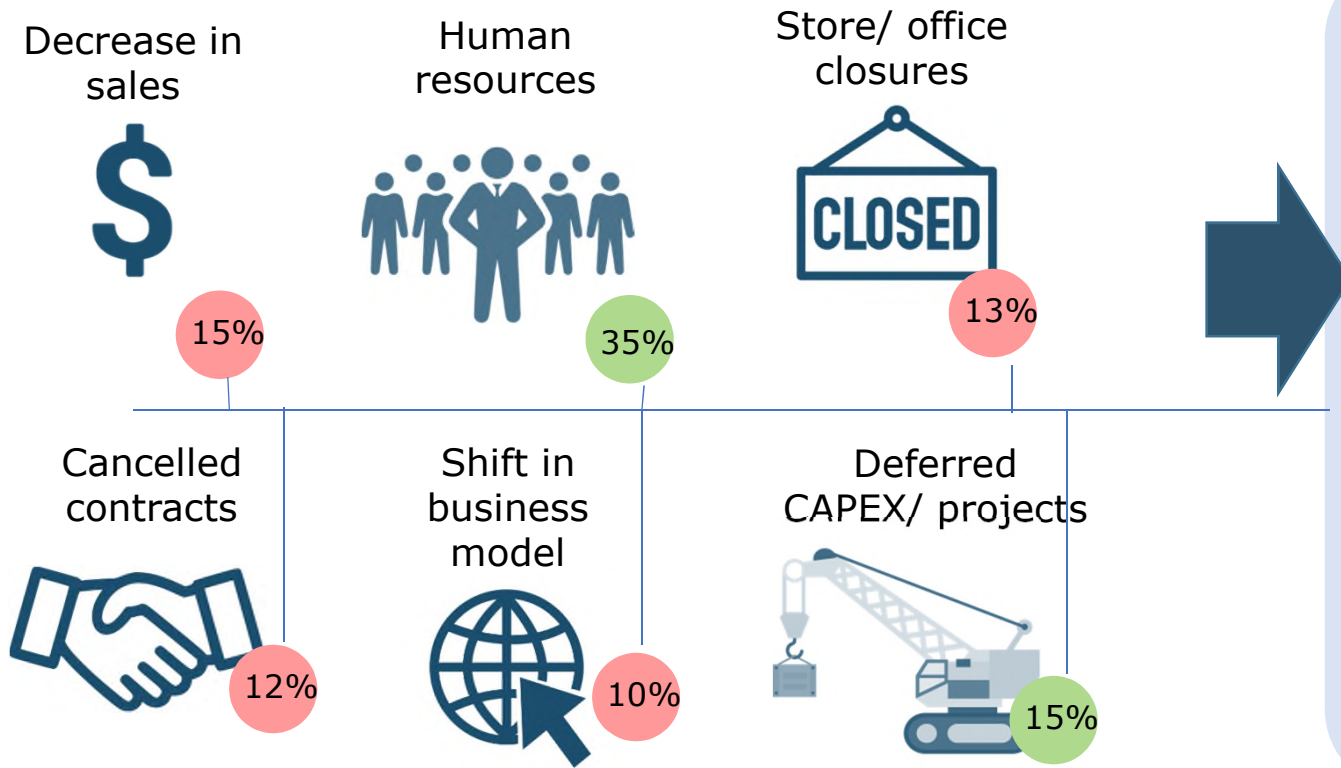 Decrease in
sales
15%
Human
resources
35%
Store/ office
closures
CLOSED
13%
Cancelled
contracts
12%
Shift in
business
model
10%
Deferred
CAPEX/ projects
15%